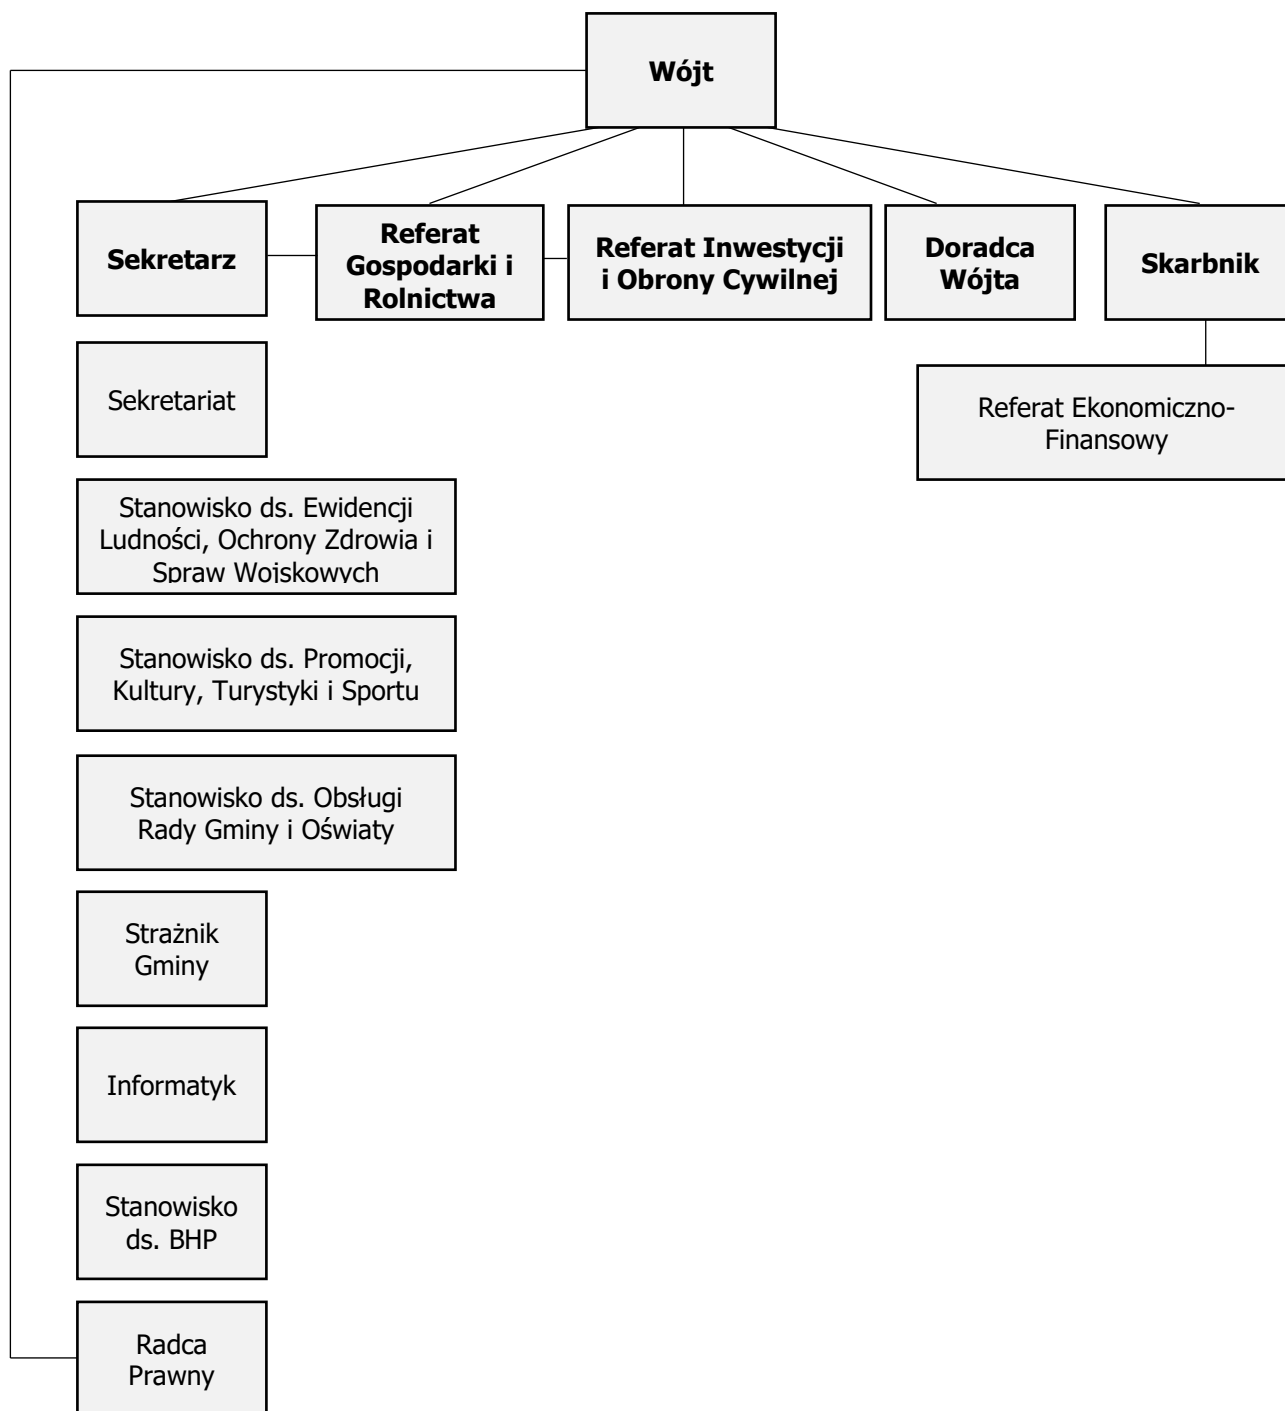 Wójt
Sekretarz
Referat
Gospodarki i
Rolnictwa
Referat Inwestycji
i Obrony Cywilnej
Doradca
Wójta
Skarbnik
Sekretariat
Referat Ekonomiczno-
Finansowy
Stanowisko ds. Ewidencji
Ludności, Ochrony Zdrowia i
Spraw Wojskowych
Stanowisko ds. Promocji,
Kultury, Turystyki i Sportu
Stanowisko ds. Obsługi
Rady Gminy i Oświaty
Strażnik
Gminy
Informatyk
Stanowisko
ds. BHP
Radca
Prawny